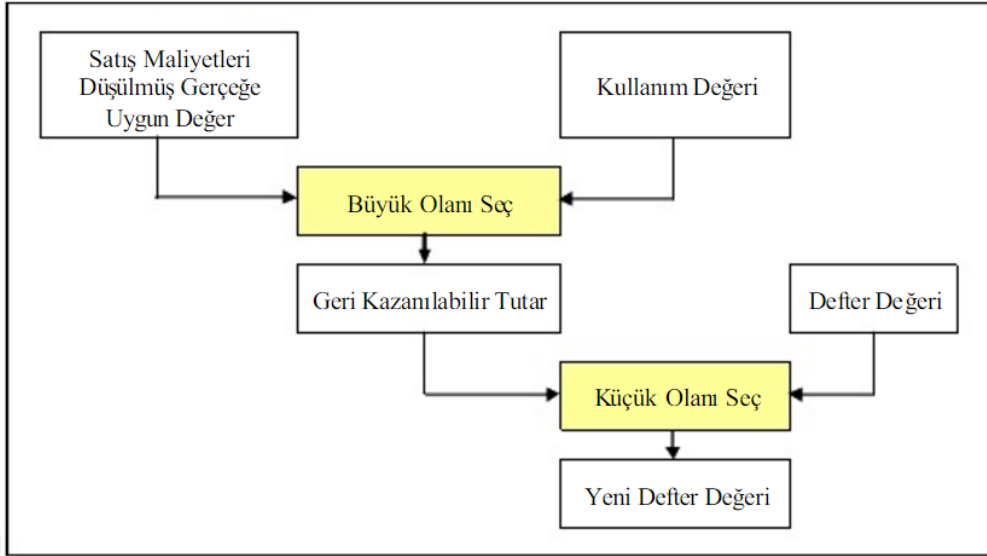 Satış Maliyetleri
Düşülmüş Gerçeğe
Uygun Değer
Kullanım Değeri
Büyük Olanı Seç
Geri Kazanılabilir Tutar
Defter Değeri
Küçük Olanı Seç
Yeni Defter Değeri